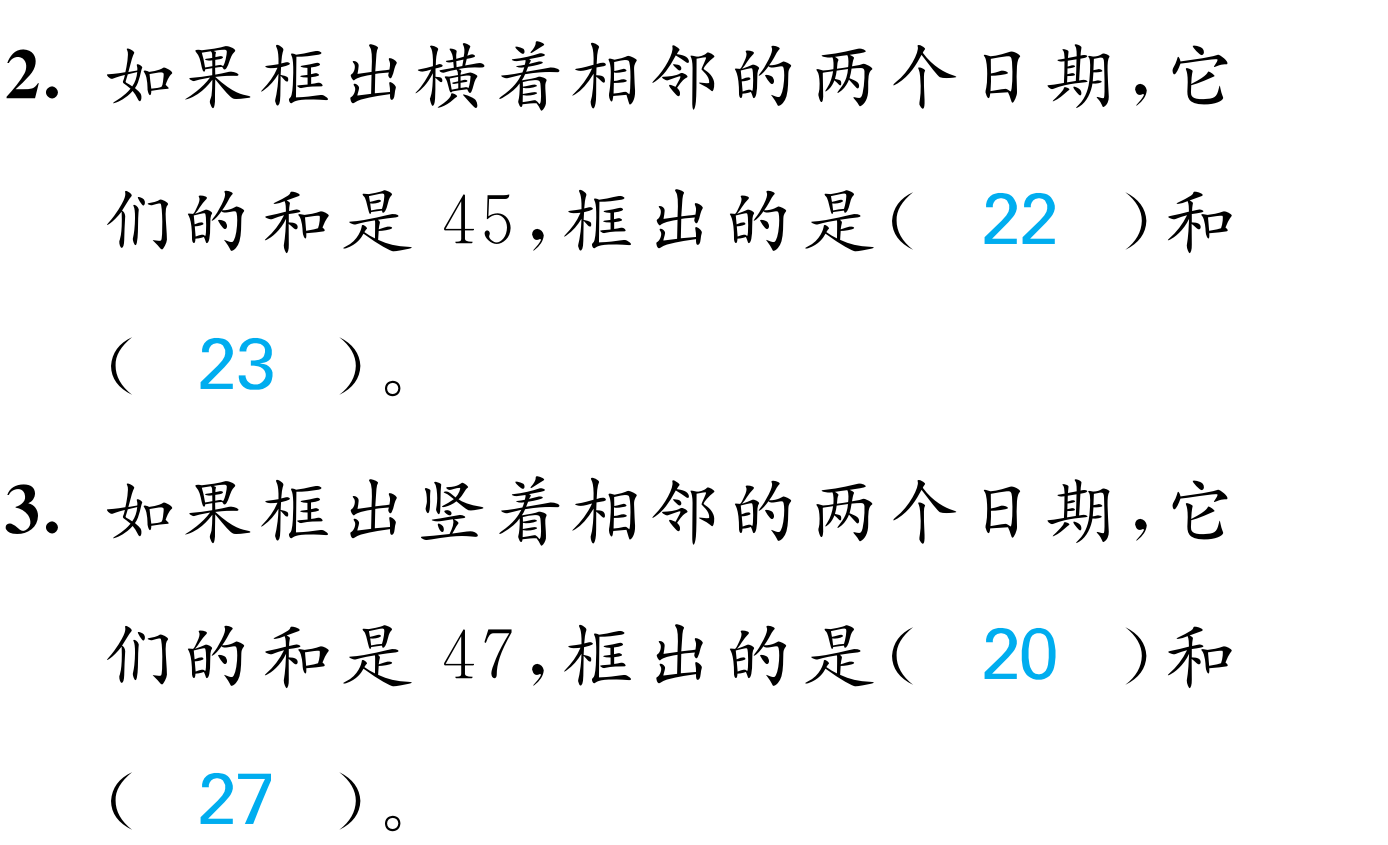 2. 如果框出横着相邻的两个日期,它
们的和是 45,框出的是( 22 )和
( 23 )。
3. 如果框出竖着相邻的两个日期,它
们的和是 47,框出的是( 20 )和
( 27 )。